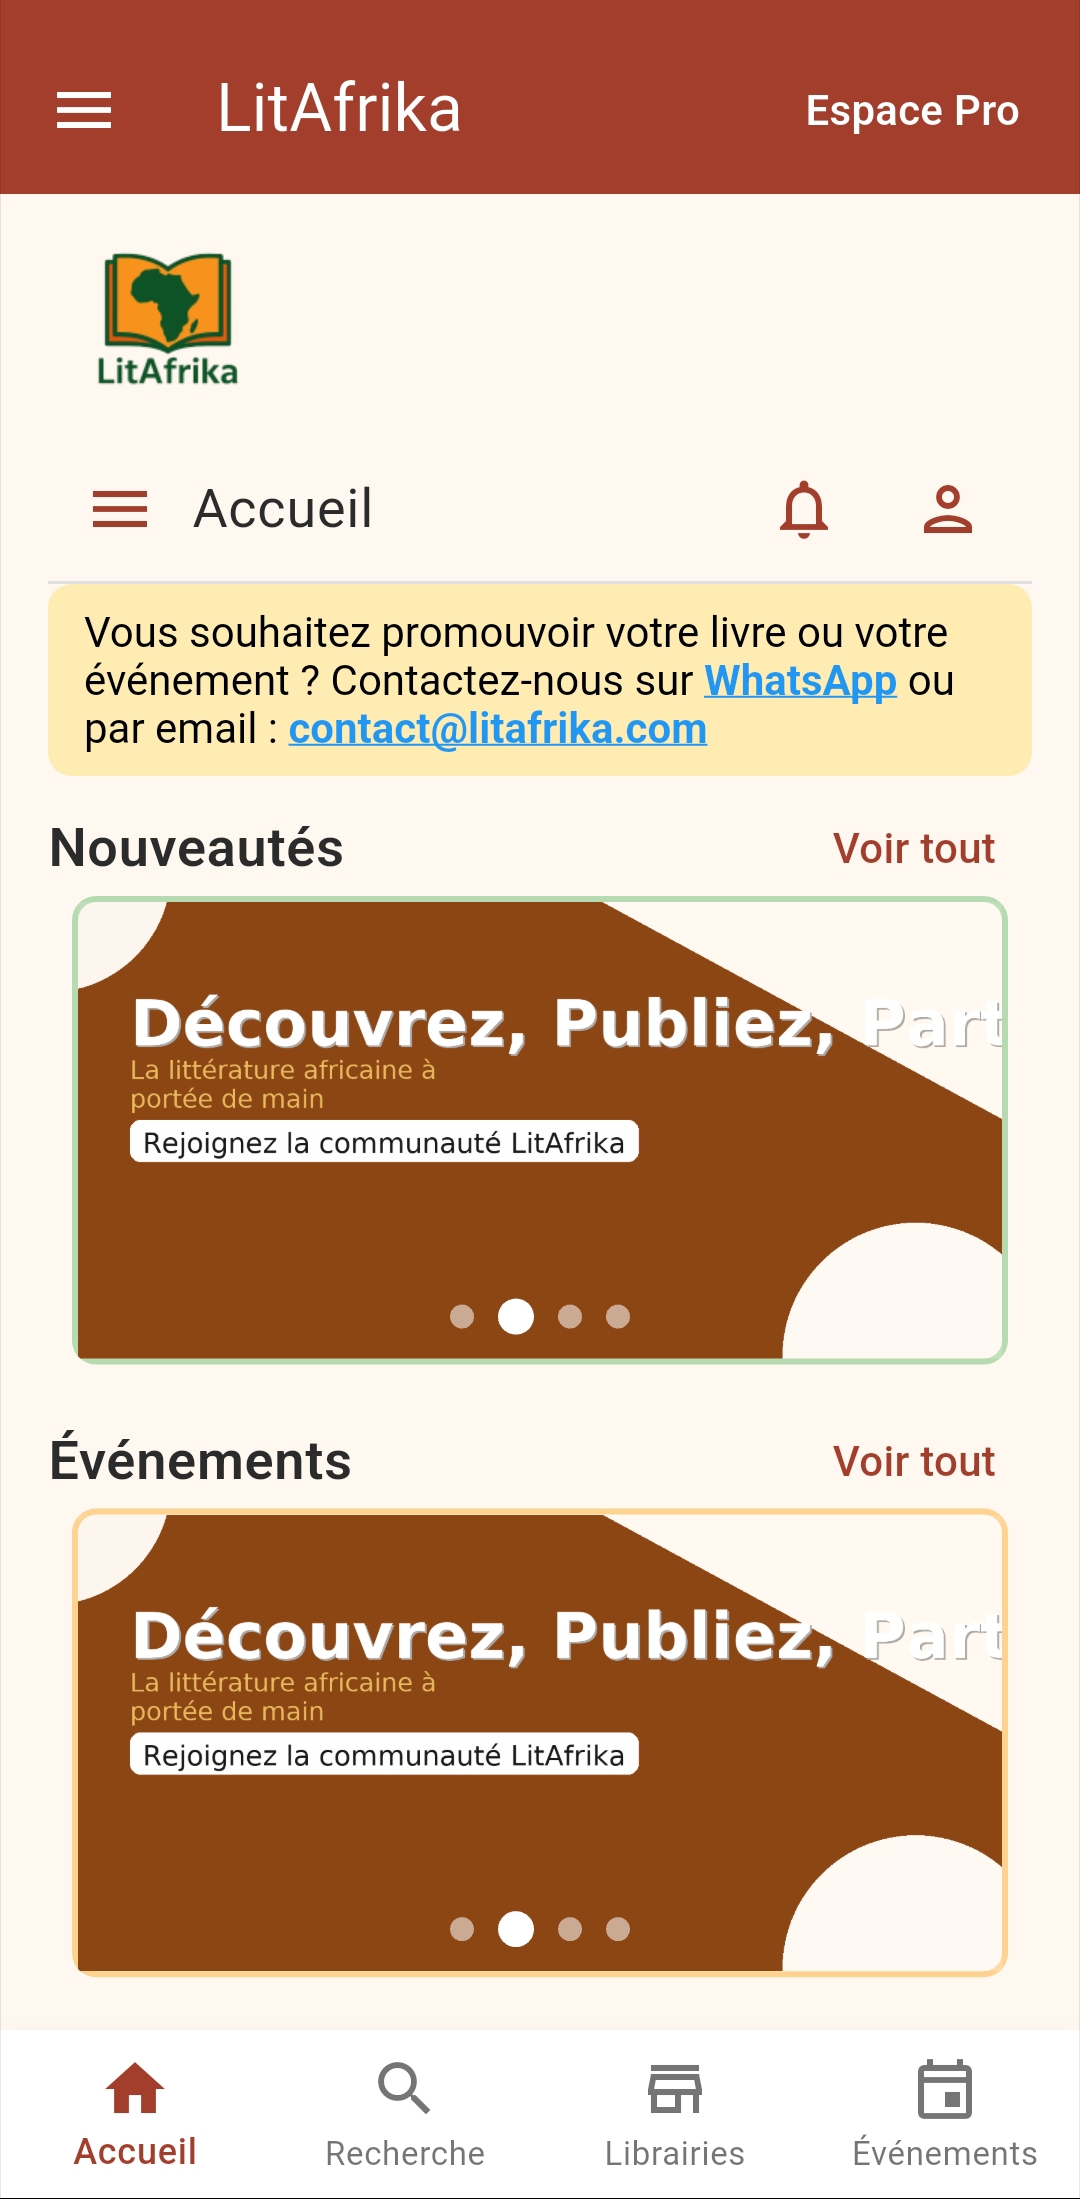 LitAfrika
Espace Pro
LitAfrika
Accueil
Vous souhaitez promouvoir votre livre ou votre
événement ? Contactez-nous sur WhatsApp ou
par email : contact@litafrika.com
Nouveautés
Voir tout
Découvrez, Publiez, Part
La littérature africaine à
portée de main
Rejoignez la communauté LitAfrika
Événements
Voir tout
Découvrez, Publiez, Part
La littérature africaine à
portée de main
Rejoignez la communauté LitAfrika
Accueil
Recherche
Librairies
Événements